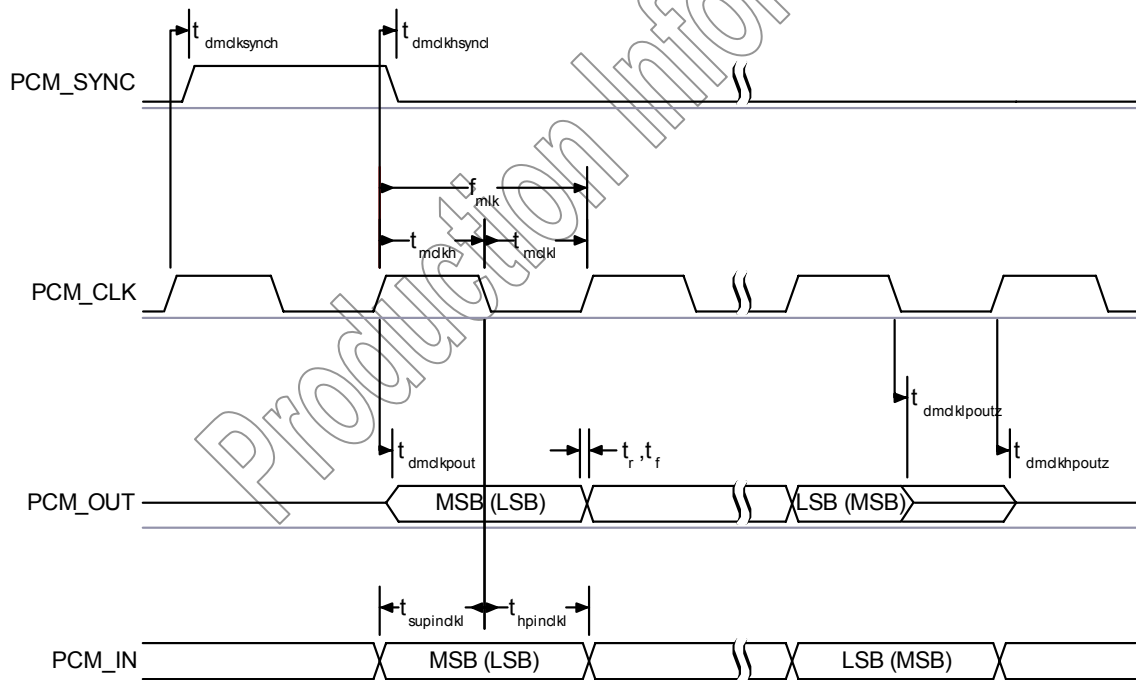 t dmclksynch
t dmclkhsyncl
PCM_SYNC
f mlk
t mclkh
t mclkl
PCM_CLK
t dmclklpoutz
t dmclkpout
t r ,t f
t dmclkhpoutz
PCM_OUT
MSB (LSB)
LSB (MSB)
t supinclkl
t hpinclkl
PCM_IN
MSB (LSB)
LSB (MSB)
Production Infor